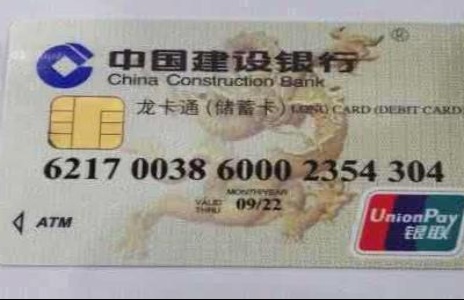 ®
中国建设银行
China Construction Bank
龙卡通(储蓄卡) LONG CARD (DEBIT CARD
6217 0038 6000 2354 304
MONTH/YEAR
VALID THRU 09/22
ATM
UnionPay
银联